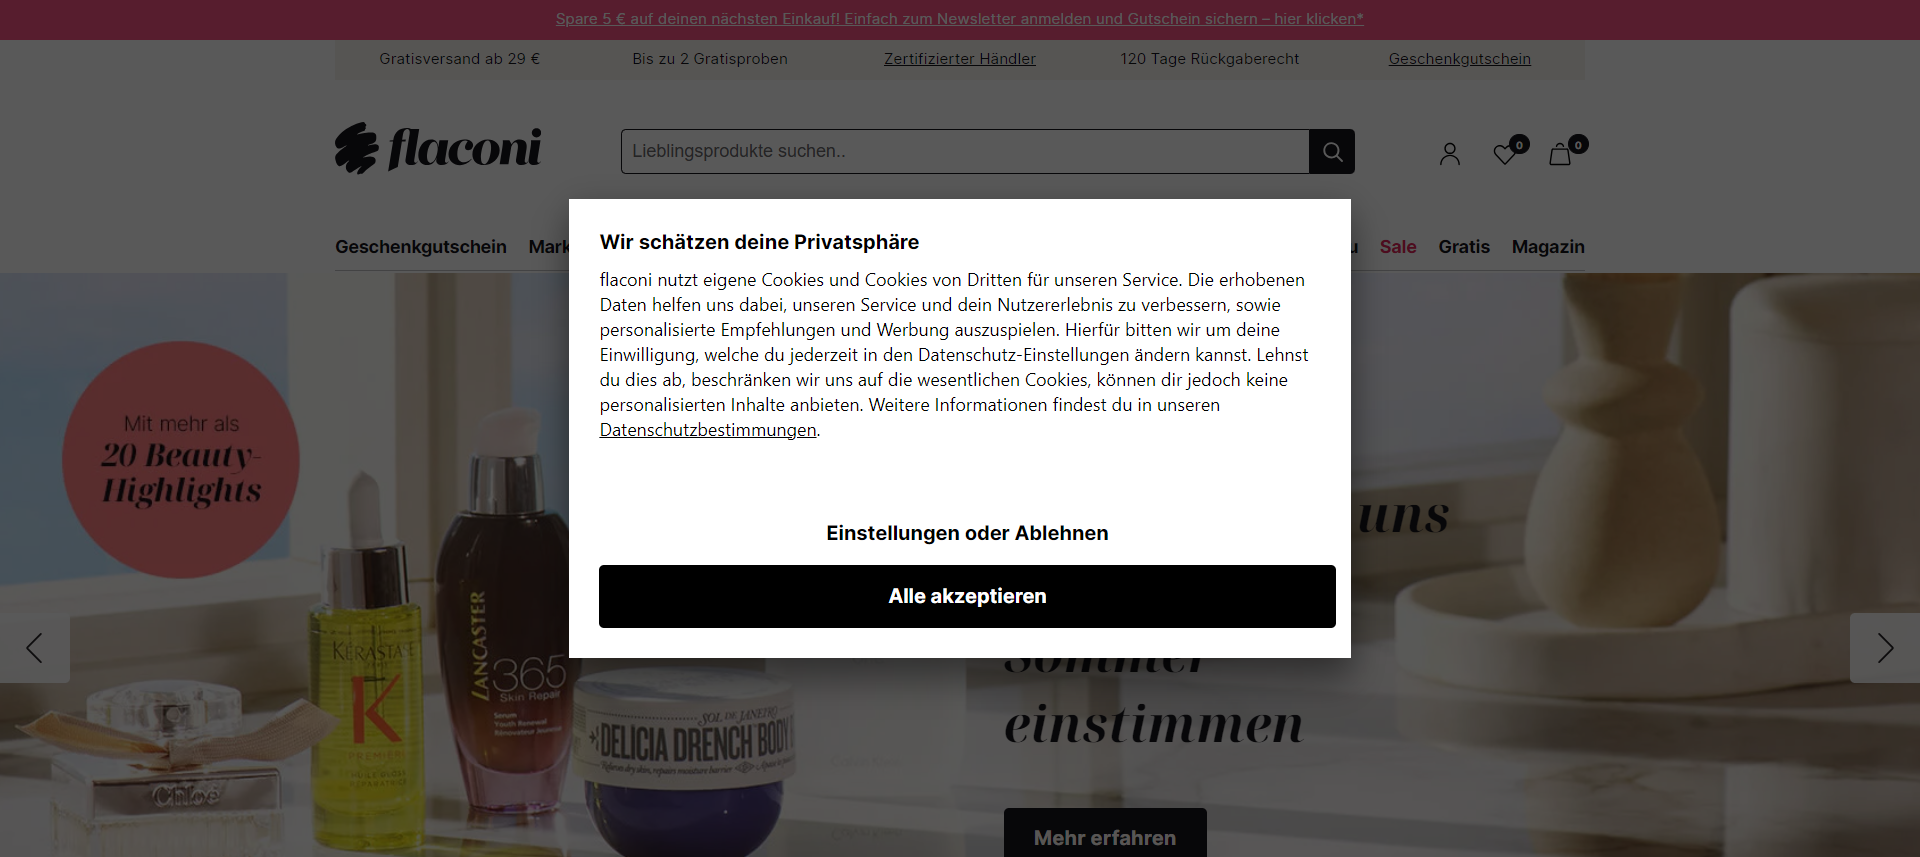 Spare 5 € auf deinen nächsten Einkauf! Einfach zum Newsletter anmelden und Gutschein sichern – hier klicken*
Gratisversand ab 29 €
Bis zu 2 Gratisproben
Zertifizierter Händler
120 Tage Rückgaberecht
Geschenkgutschein
flaconi
Lieblingsprodukte suchen..
0
0
Geschenkgutschein
Sale
Gratis
Magazin
Wir schätzen deine Privatsphäre
flaconi nutzt eigene Cookies und Cookies von Dritten für unseren Service. Die erhobenen
Daten helfen uns dabei, unseren Service und dein Nutzererlebnis zu verbessern, sowie
personalisierte Empfehlungen und Werbung auszuspielen. Hierfür bitten wir um deine
Einwilligung, welche du jederzeit in den Datenschutz-Einstellungen ändern kannst. Lehnst
du dies ab, beschränken wir uns auf die wesentlichen Cookies, können dir jedoch keine
personalisierten Inhalte anbieten. Weitere Informationen findest du in unseren
Datenschutzbestimmungen.
Einstellungen oder Ablehnen
Alle akzeptieren
Mit mehr als
20 Beauty-
Highlights
uns
Sommer
einstimmen
Mehr erfahren
KÉRASTASE
K
PREMIÈRE
LANCASTER
365
Skin Repair
Serum
Youth Renewal
SOL DE JANEIRO
DELICIA DRENCH BODY
Chloé